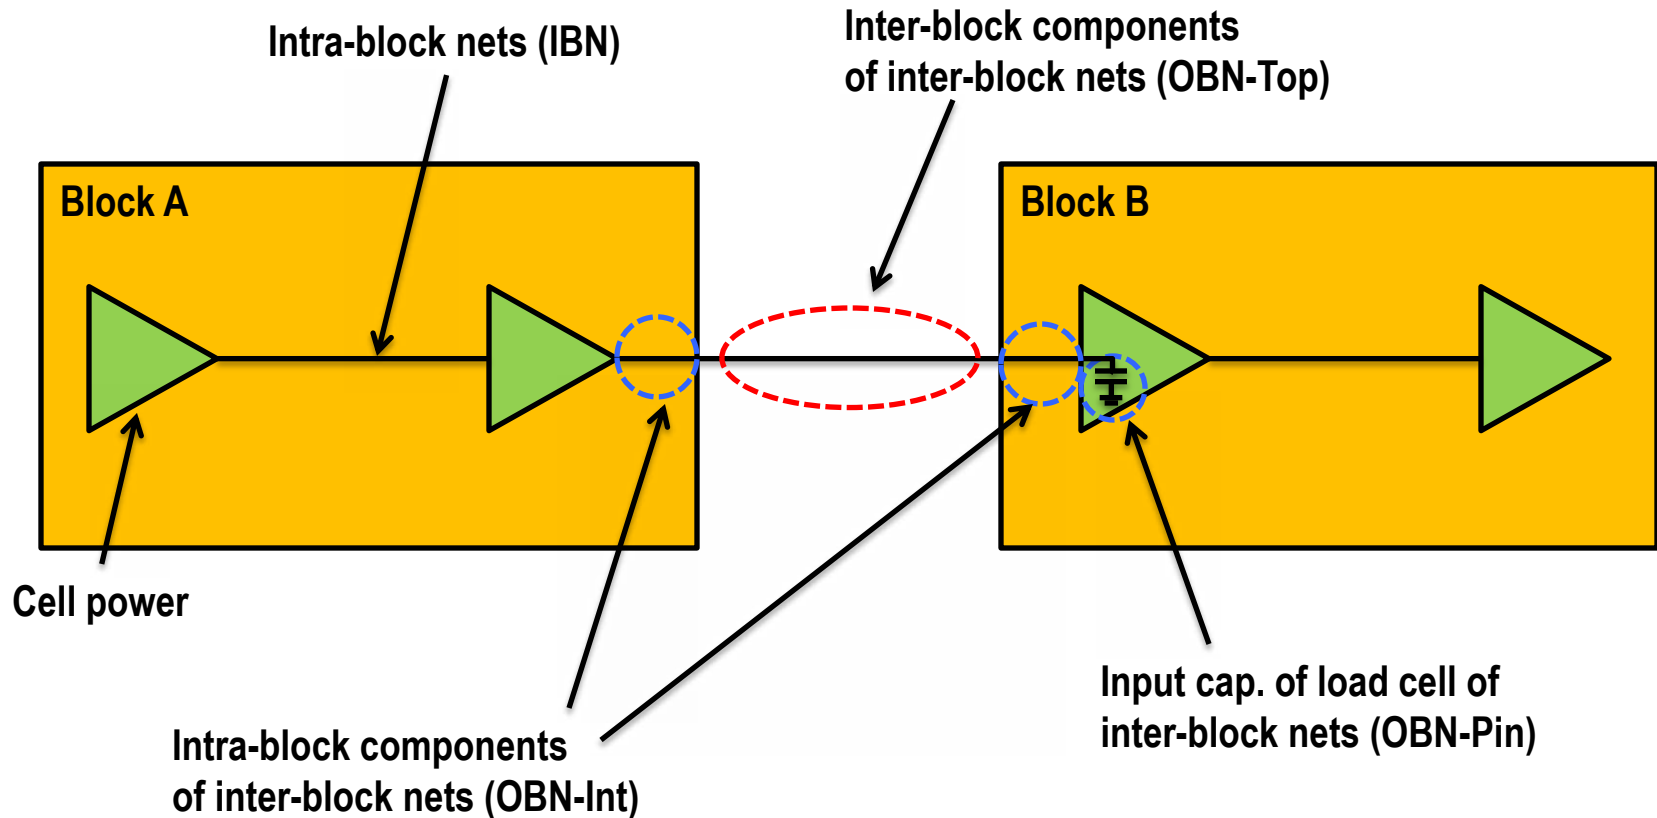 Intra-block nets (IBN)
Inter-block components
of inter-block nets (OBN-Top)
Block A
Block B
Cell power
Intra-block components
of inter-block nets (OBN-Int)
Input cap. of load cell of
inter-block nets (OBN-Pin)